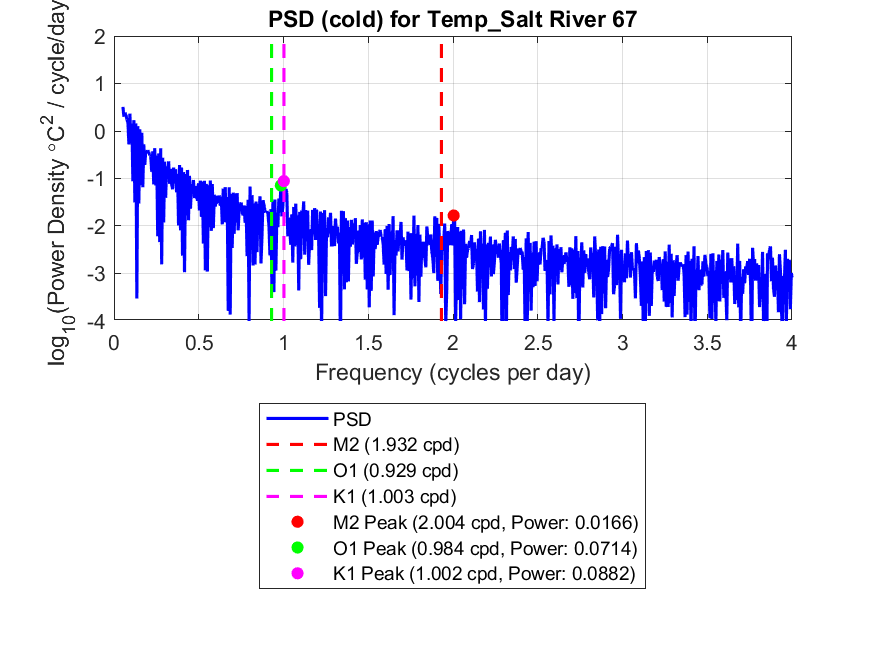 PSD (cold) for Temp_Salt River 67
log10(Power Density °C2 / cycle/day
2
1
0
-1
-2
-3
-4
0 0.5 1 1.5 2 2.5 3 3.5 4
Frequency (cycles per day)
PSD
M2 (1.932 cpd)
O1 (0.929 cpd)
K1 (1.003 cpd)
M2 Peak (2.004 cpd, Power: 0.0166)
O1 Peak (0.984 cpd, Power: 0.0714)
K1 Peak (1.002 cpd, Power: 0.0882)